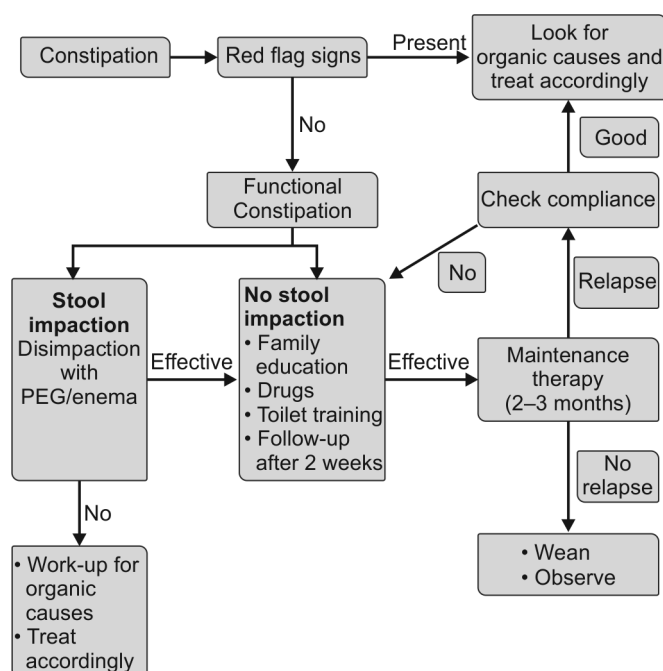 Constipation
Red flag signs
Present
Look for
organic causes and
treat accordingly
No
Good
Functional
Constipation
Check compliance
No
Relapse
Stool
impaction
Disimpaction
with
PEG/enema
Effective
No stool
impaction
• Family
education
• Drugs
• Toilet training
• Follow-up
after 2 weeks
Effective
Maintenance
therapy
(2–3 months)
No
relapse
No
• Work-up for
organic
causes
• Treat
accordingly
• Wean
• Observe